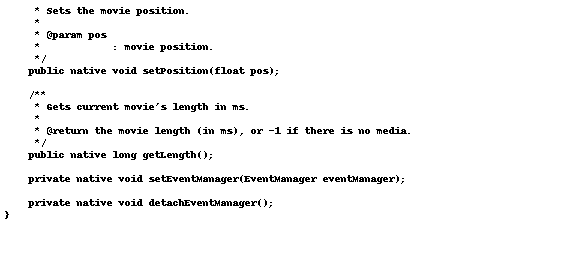 * Sets the movie position.
*
* @param pos
* : movie position.
*/
public native void setPosition(float pos);
/**
* Gets current movie's length in ms.
*
* @return the movie length (in ms), or -1 if there is no media.
*/
public native long getLength();
private native void setEventManager(EventManager eventManager);
private native void detachEventManager();
}